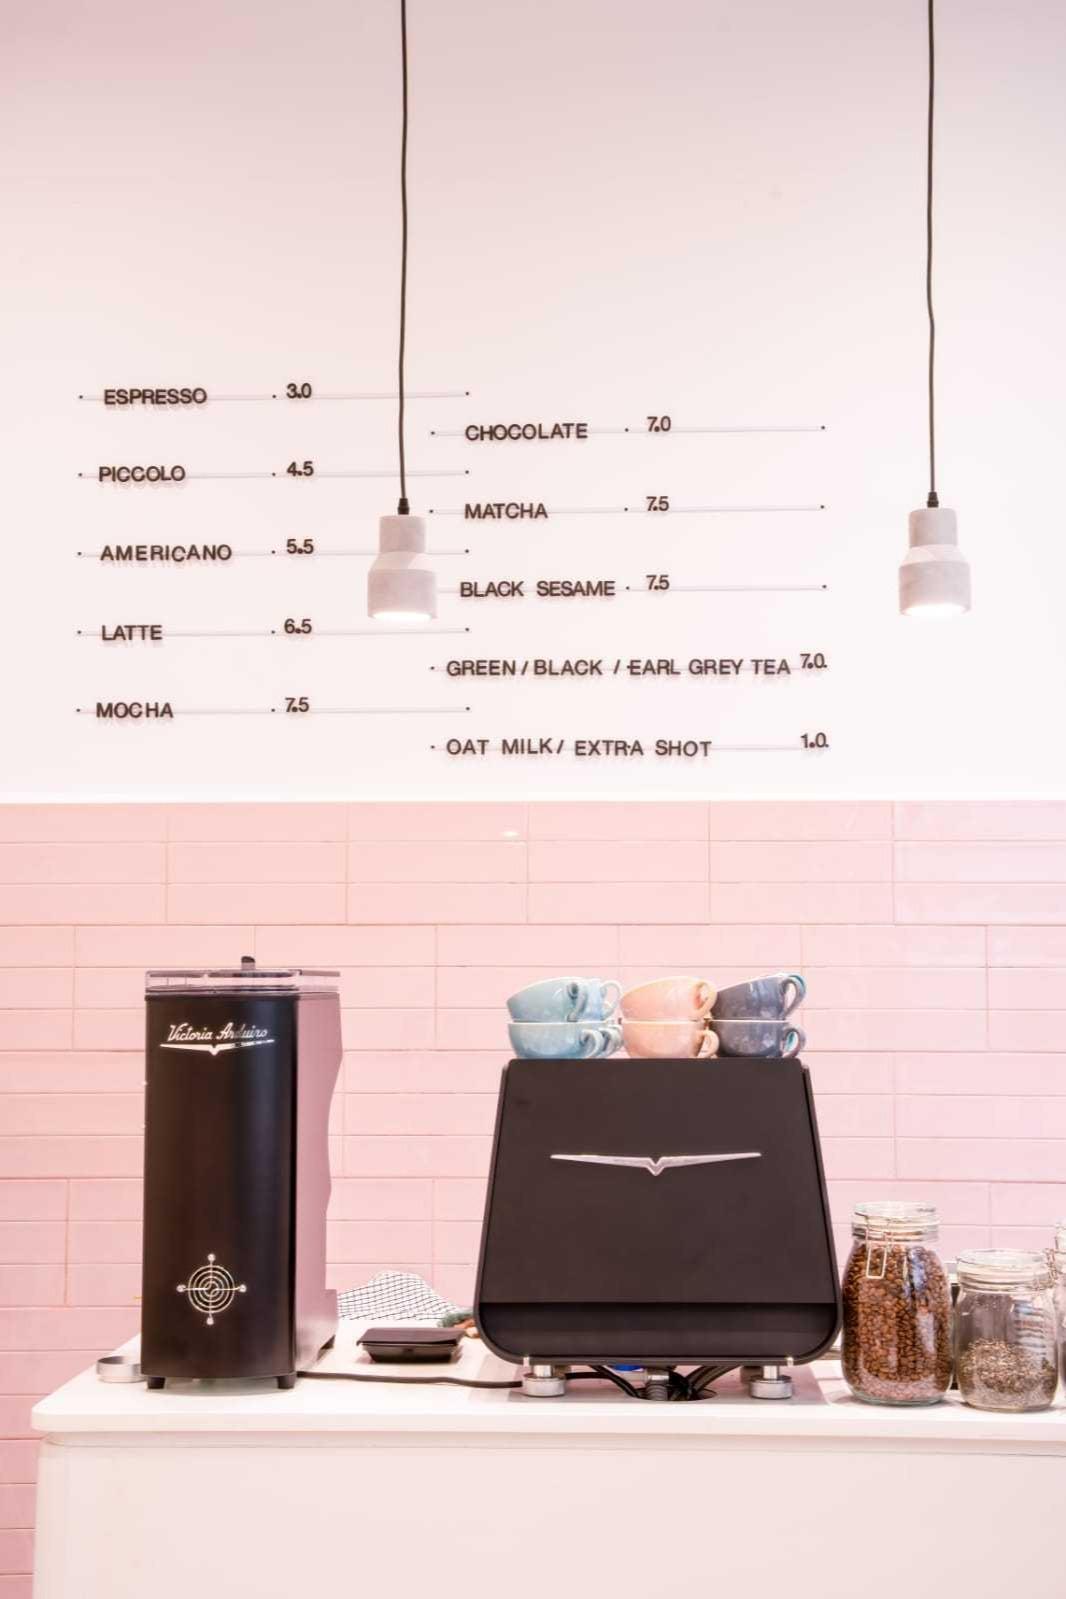 ESPRESSO 3.0
PICCOLO 4.5
AMERICANO 5.5
LATTE 6.5
MOCHA 7.5
CHOCOLATE 7.0
MATCHA 7.5
BLACK SESAME 7.5
GREEN / BLACK / EARL GREY TEA 7.0
OAT MILK / EXTRA SHOT 1.0
Victoria Arduino